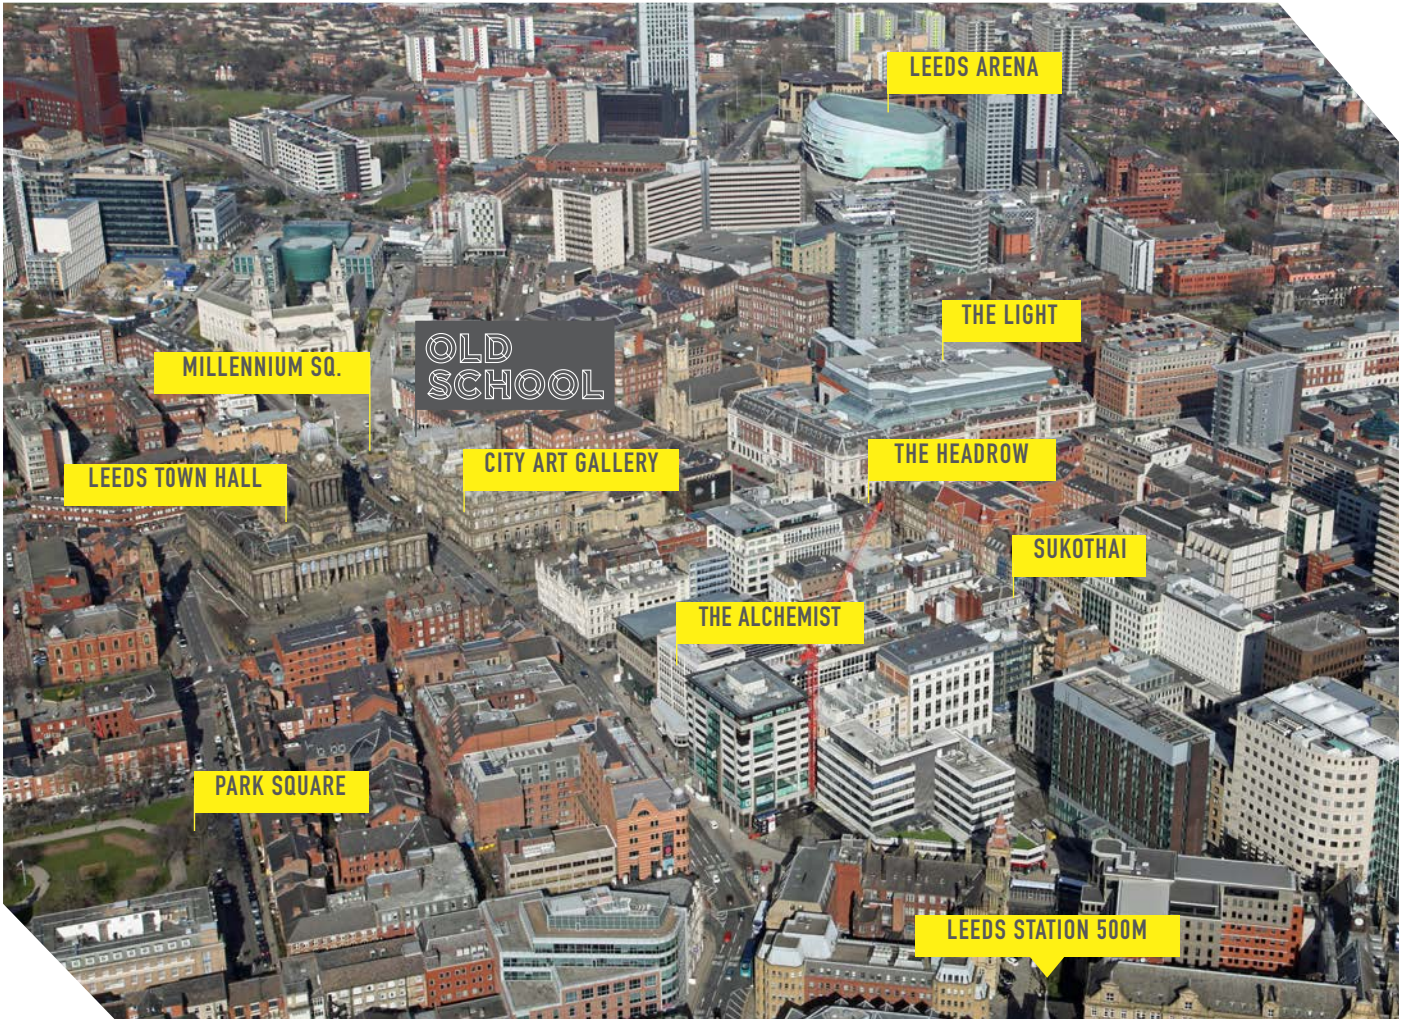 LEEDS ARENA
THE LIGHT
OLD
SCHOOL
MILLENNIUM SQ.
THE HEADROW
CITY ART GALLERY
LEEDS TOWN HALL
SUKOTHAI
THE ALCHEMIST
PARK SQUARE
LEEDS STATION 500M